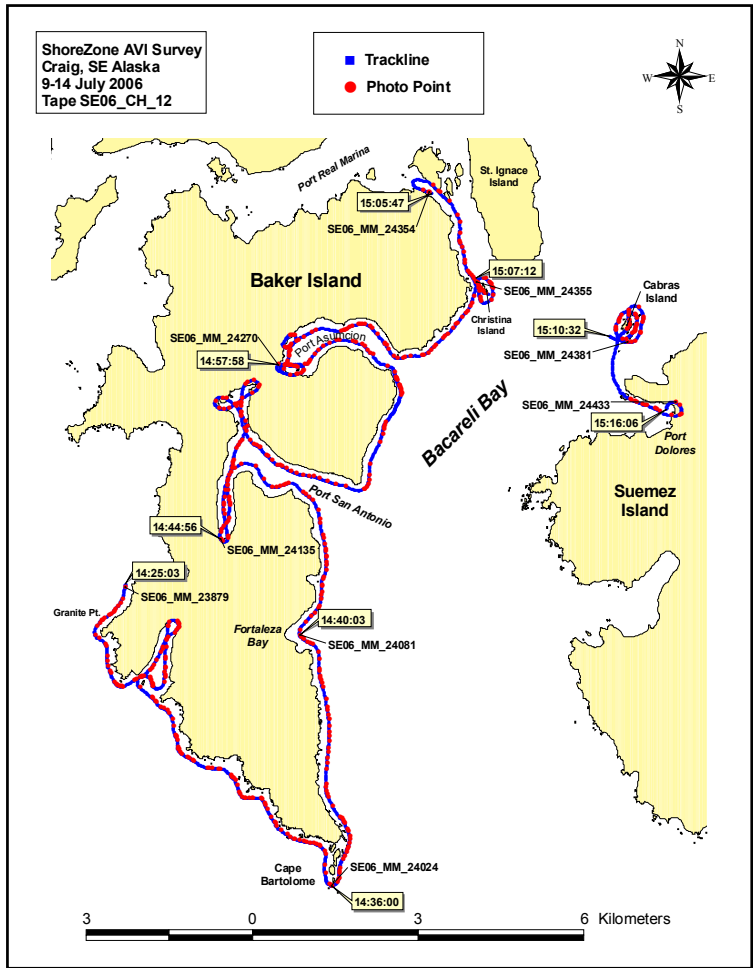 ShoreZone AVI Survey
Craig, SE Alaska
9-14 July 2006
Tape SE06_CH_12
Trackline
Photo Point
N
W
E
S
Port Real Marina
St. Ignace
Island
15:05:47
SE06_MM_24354
Baker Island
15:07:12
SE06_MM_24355
Christina
Island
Cabras
Island
15:10:32
SE06_MM_24381
SE06_MM_24270
14:57:58
Port Asumcion
SE06_MM_24433
15:16:06
Port
Dolores
Bacareli Bay
Suemez
Island
Port San Antonio
14:44:56
SE06_MM_24135
14:25:03
SE06_MM_23879
Granite Pt.
Fortaleza
Bay
14:40:03
SE06_MM_24081
Cape
Bartolome
SE06_MM_24024
14:36:00
3 0 3 6 Kilometers